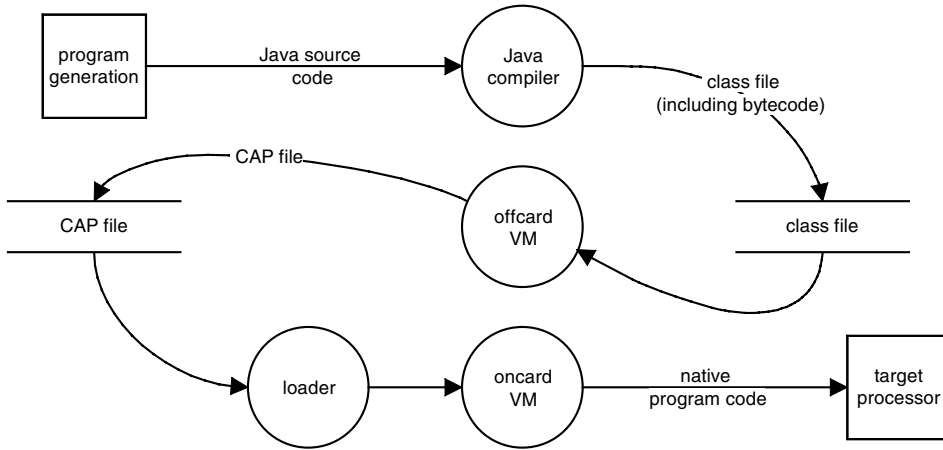 program
generation
Java source
code
Java
compiler
class file
(including bytecode)
CAP file
CAP file
offcard
VM
class file
loader
oncard
VM
native
program code
target
processor